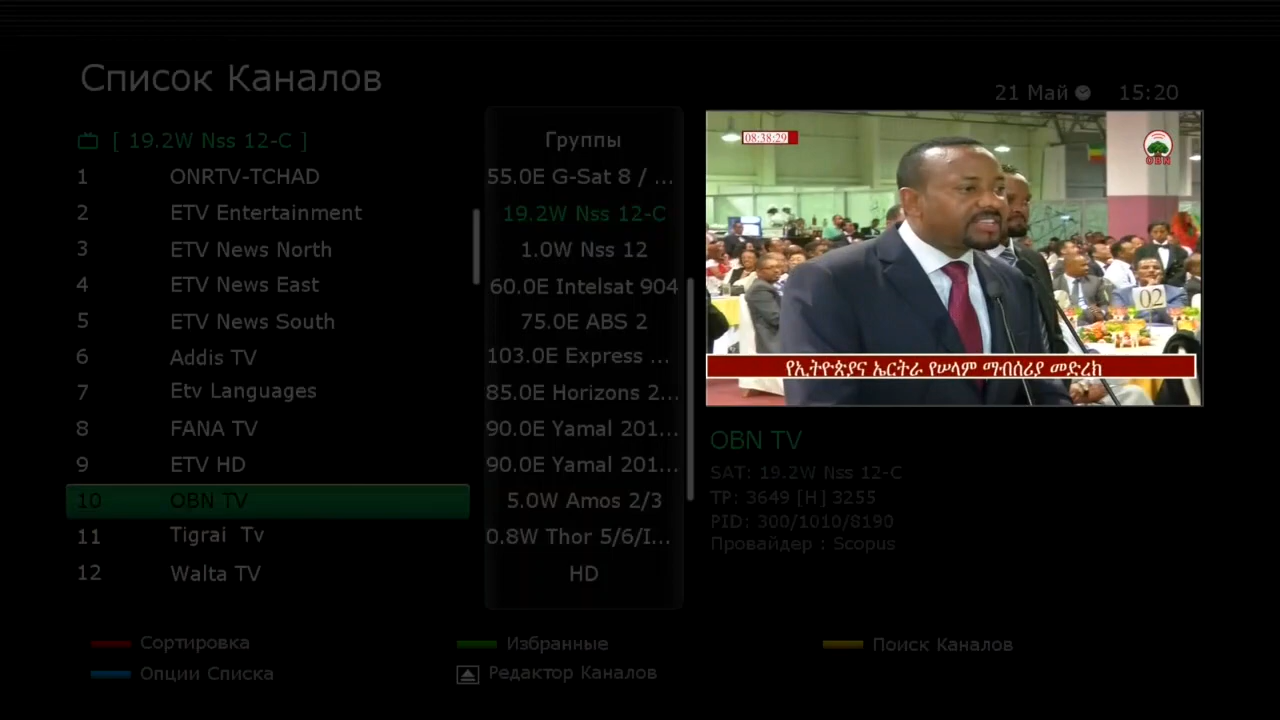 Список Каналов
21 Май 15:20
[ 19.2W Nss 12-C ]
1 ONRTV-TCHAD
2 ETV Entertainment
3 ETV News North
4 ETV News East
5 ETV News South
6 Addis TV
7 Etv Languages
8 FANA TV
9 ETV HD
10 OBN TV
11 Tigrai Tv
12 Walta TV
Группы
55.0E G-Sat 8 / ...
19.2W Nss 12-C
1.0W Nss 12
60.0E Intelsat 904
75.0E ABS 2
103.0E Express ...
85.0E Horizons 2...
90.0E Yamal 201...
90.0E Yamal 201...
5.0W Amos 2/3
0.8W Thor 5/6/I...
HD
08:38:29
OBN
02
የኢትዮጵያና ኤርትራ የሠላም ማብሰሪያ መድረክ
OBN TV
SAT: 19.2W Nss 12-C
TP: 3649 [H] 3255
PID: 300/1010/8190
Провайдер : Scopus
Сортировка
Избранные
Поиск Каналов
Опции Списка
Редактор Каналов